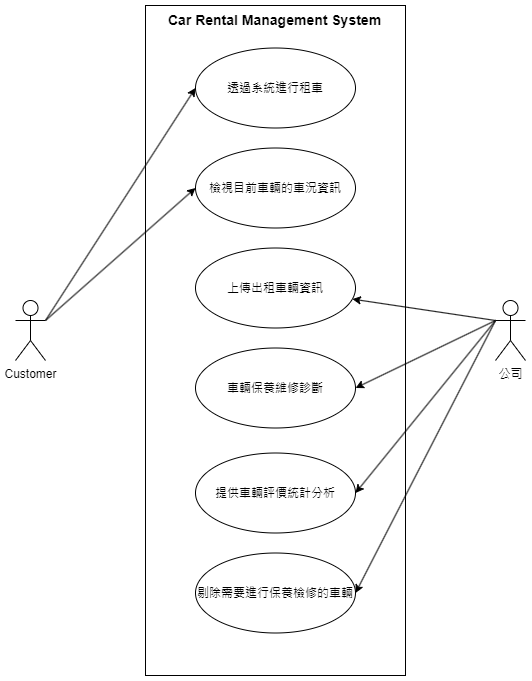 Car Rental Management System
透過系統進行租車
檢視目前車輛的車況資訊
上傳出租車輛資訊
Customer
公司
車輛保養維修診斷
提供車輛評價統計分析
剔除需要進行保養檢修的車輛